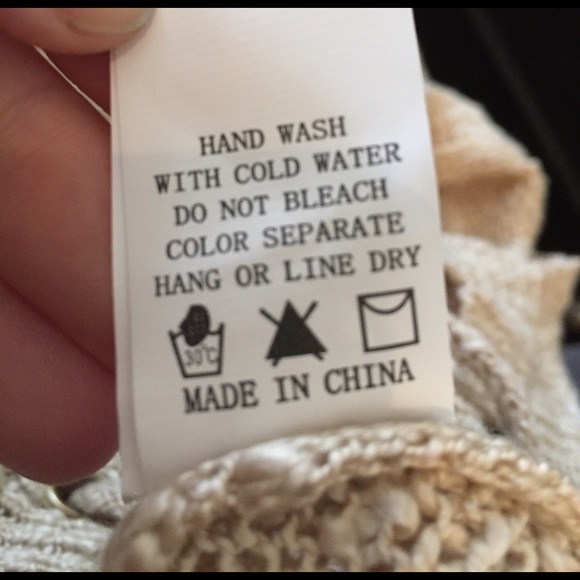 HAND WASH
WITH COLD WATER
DO NOT BLEACH
COLOR SEPARATE
HANG OR LINE DRY
30℃
MADE IN CHINA